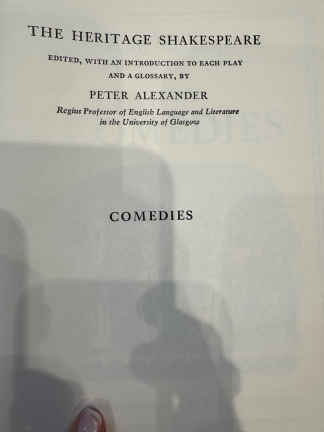 THE HERITAGE SHAKESPEARE
EDITED, WITH AN INTRODUCTION TO EACH PLAY
AND A GLOSSARY, BY
PETER ALEXANDER
Regius Professor of English Language and Literature
in the University of Glasgow
COMEDIES